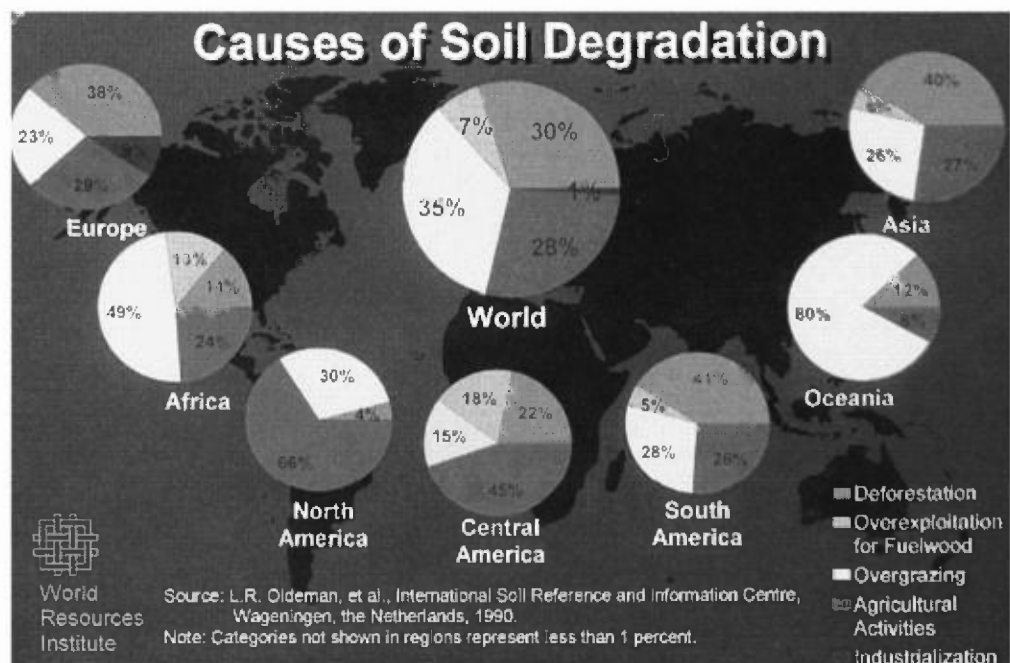 Causes of Soil Degradation
38%
23%
29%
Europe
7%
30%
1%
35%
28%
World
40%
26%
27%
Asia
13%
11%
49%
24%
Africa
30%
4%
66%
North
America
18%
22%
15%
45%
Central
America
41%
5%
28%
26%
South
America
12%
80%
8%
Oceania
Deforestation
Overexploitation
for Fuelwood
Overgrazing
Agricultural
Activities
Industrialization
World
Resources
Institute
Source: L.R. Oldeman, et al., International Soil Reference and Information Centre,
Wageningen, the Netherlands, 1990.
Note: Categories not shown in regions represent less than 1 percent.